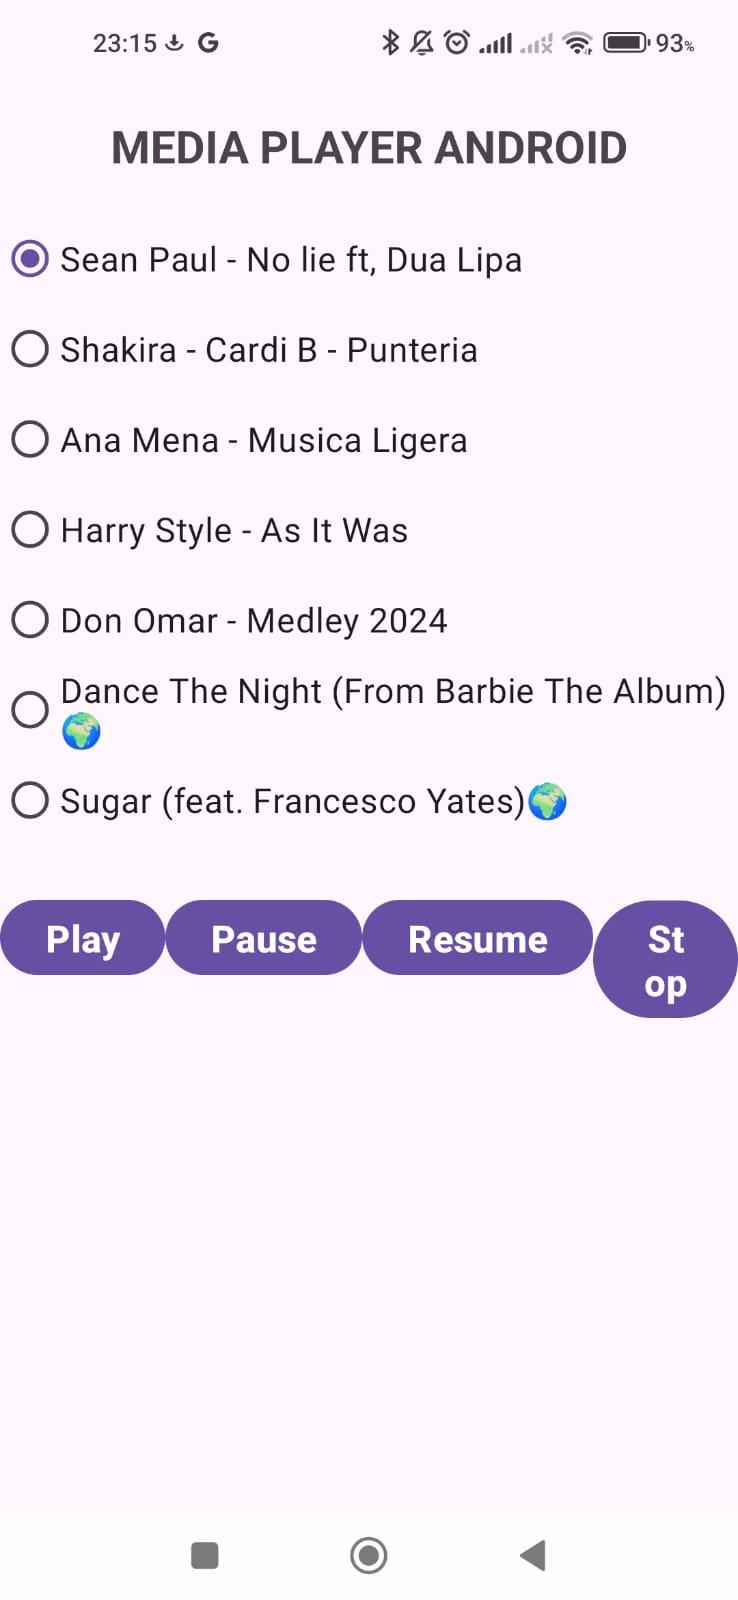 23:15 G 93%
MEDIA PLAYER ANDROID
Sean Paul - No lie ft, Dua Lipa
Shakira - Cardi B - Punteria
Ana Mena - Musica Ligera
Harry Style - As It Was
Don Omar - Medley 2024
Dance The Night (From Barbie The Album)
🌍
Sugar (feat. Francesco Yates)🌍
Play Pause Resume St
op